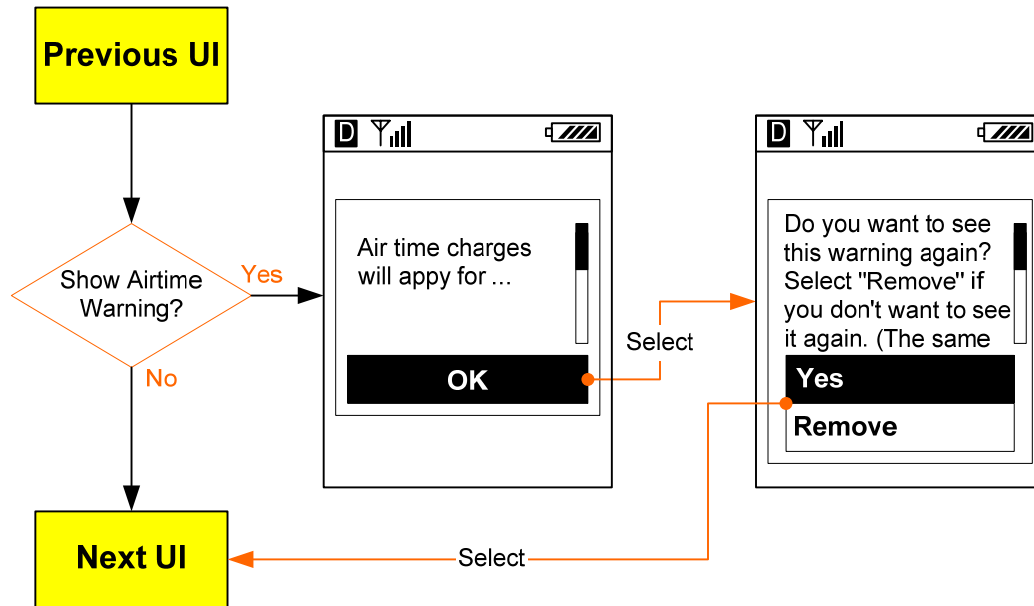 Previous UI
D
D
Do you want to see
this warning again?
Select "Remove" if
you don't want to see
it again. (The same
Air time charges
will appy for ...
Show Airtime
Warning?
Yes
No
Select
OK
Yes
Remove
Next UI
Select